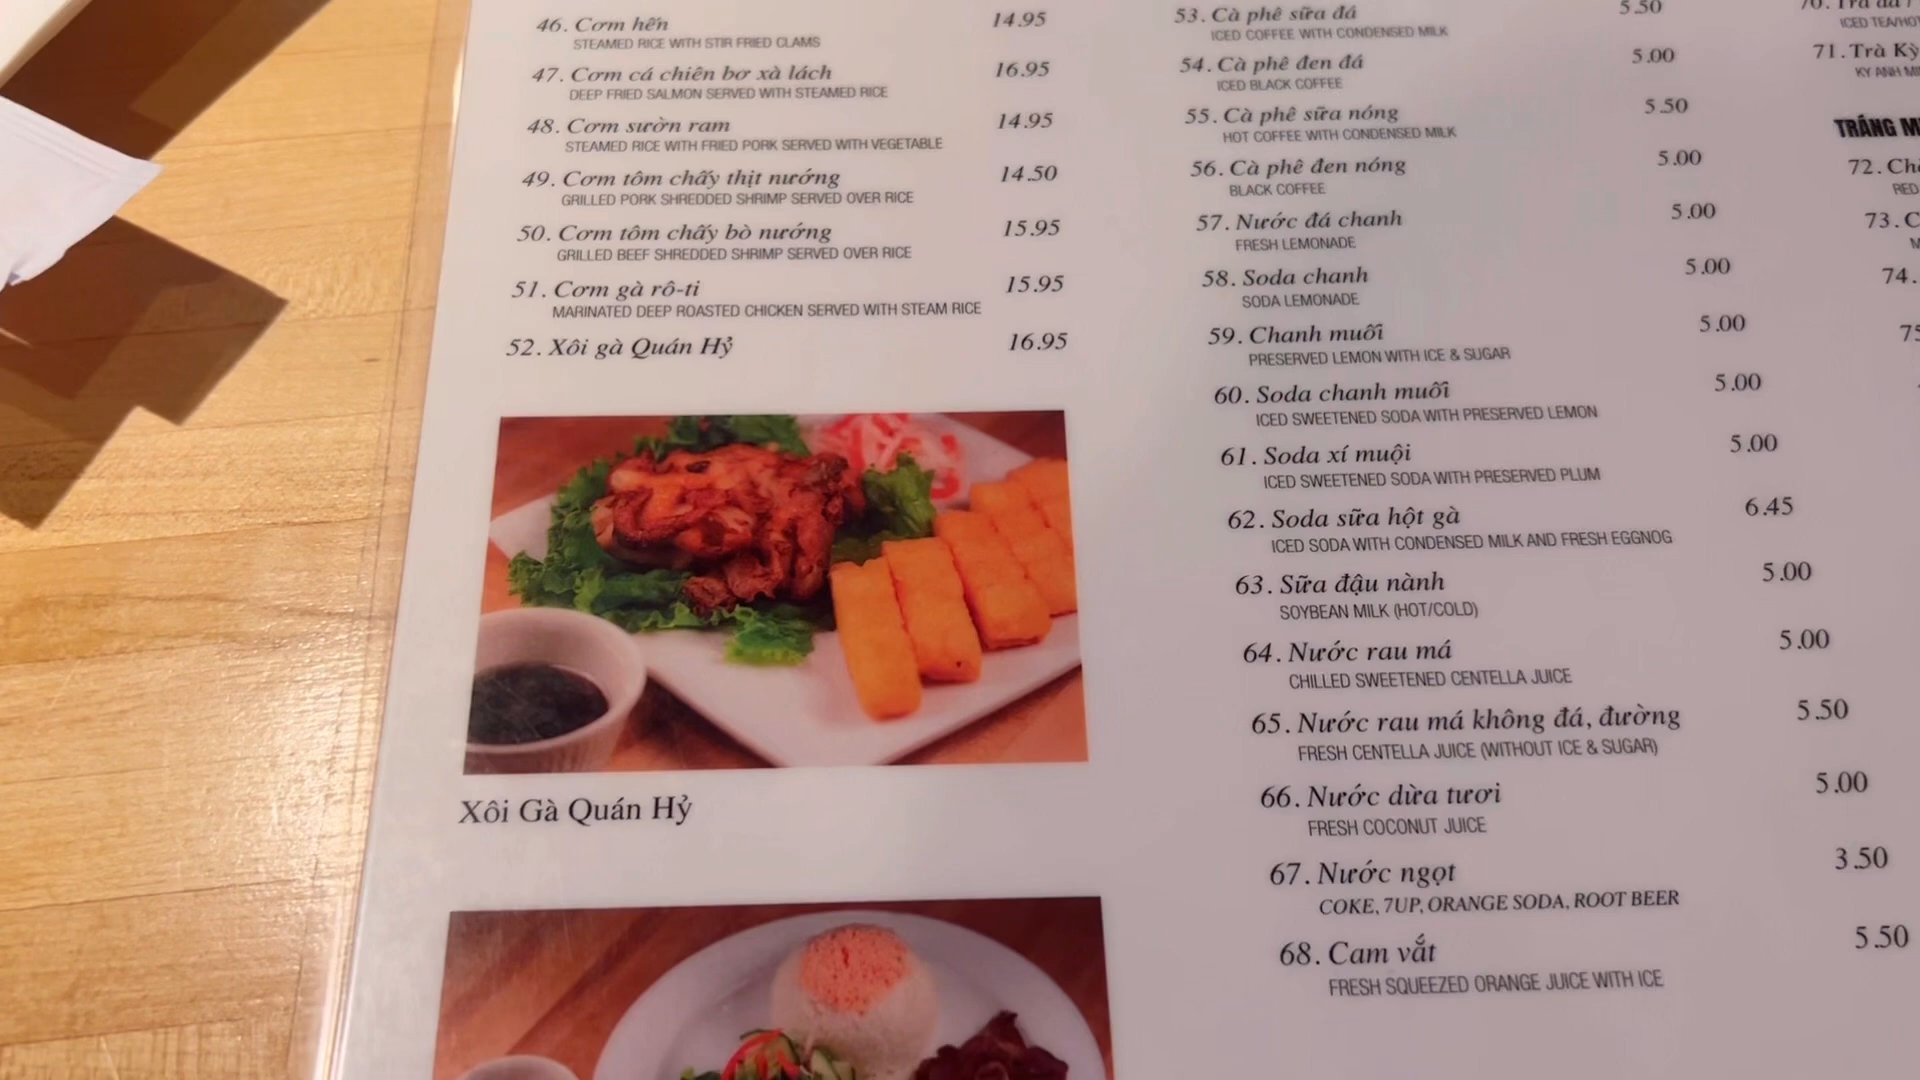 46. Cơm hến 14.95
STEAMED RICE WITH STIR FRIED CLAMS
47. Cơm cá chiên bơ xà lách 16.95
DEEP FRIED SALMON SERVED WITH STEAMED RICE
48. Cơm sườn ram 14.95
STEAMED RICE WITH FRIED PORK SERVED WITH VEGETABLE
49. Cơm tôm chấy thịt nướng 14.50
GRILLED PORK SHREDDED SHRIMP SERVED OVER RICE
50. Cơm tôm chấy bò nướng 15.95
GRILLED BEEF SHREDDED SHRIMP SERVED OVER RICE
51. Cơm gà rô-ti 15.95
MARINATED DEEP ROASTED CHICKEN SERVED WITH STEAM RICE
52. Xôi gà Quán Hỷ 16.95
Xôi Gà Quán Hỷ
53. Cà phê sữa đá 5.50
ICED COFFEE WITH CONDENSED MILK
54. Cà phê đen đá 5.00
ICED BLACK COFFEE
55. Cà phê sữa nóng 5.50
HOT COFFEE WITH CONDENSED MILK
56. Cà phê đen nóng 5.00
BLACK COFFEE
57. Nước đá chanh 5.00
FRESH LEMONADE
58. Soda chanh 5.00
SODA LEMONADE
59. Chanh muối 5.00
PRESERVED LEMON WITH ICE & SUGAR
60. Soda chanh muối 5.00
ICED SWEETENED SODA WITH PRESERVED LEMON
61. Soda xí muội 5.00
ICED SWEETENED SODA WITH PRESERVED PLUM
62. Soda sữa hột gà 6.45
ICED SODA WITH CONDENSED MILK AND FRESH EGGNOG
63. Sữa đậu nành 5.00
SOYBEAN MILK (HOT/COLD)
64. Nước rau má 5.00
CHILLED SWEETENED CENTELLA JUICE
65. Nước rau má không đá, đường 5.50
FRESH CENTELLA JUICE (WITHOUT ICE & SUGAR)
66. Nước dừa tươi 5.00
FRESH COCONUT JUICE
67. Nước ngọt 3.50
COKE, 7UP, ORANGE SODA, ROOT BEER
68. Cam vắt 5.50
FRESH SQUEEZED ORANGE JUICE WITH ICE
70. Trà đá
ICED TEA/HOT
71. Trà Kỳ
KY ANH
TRÁNG
72.
RED
73.
74.
75